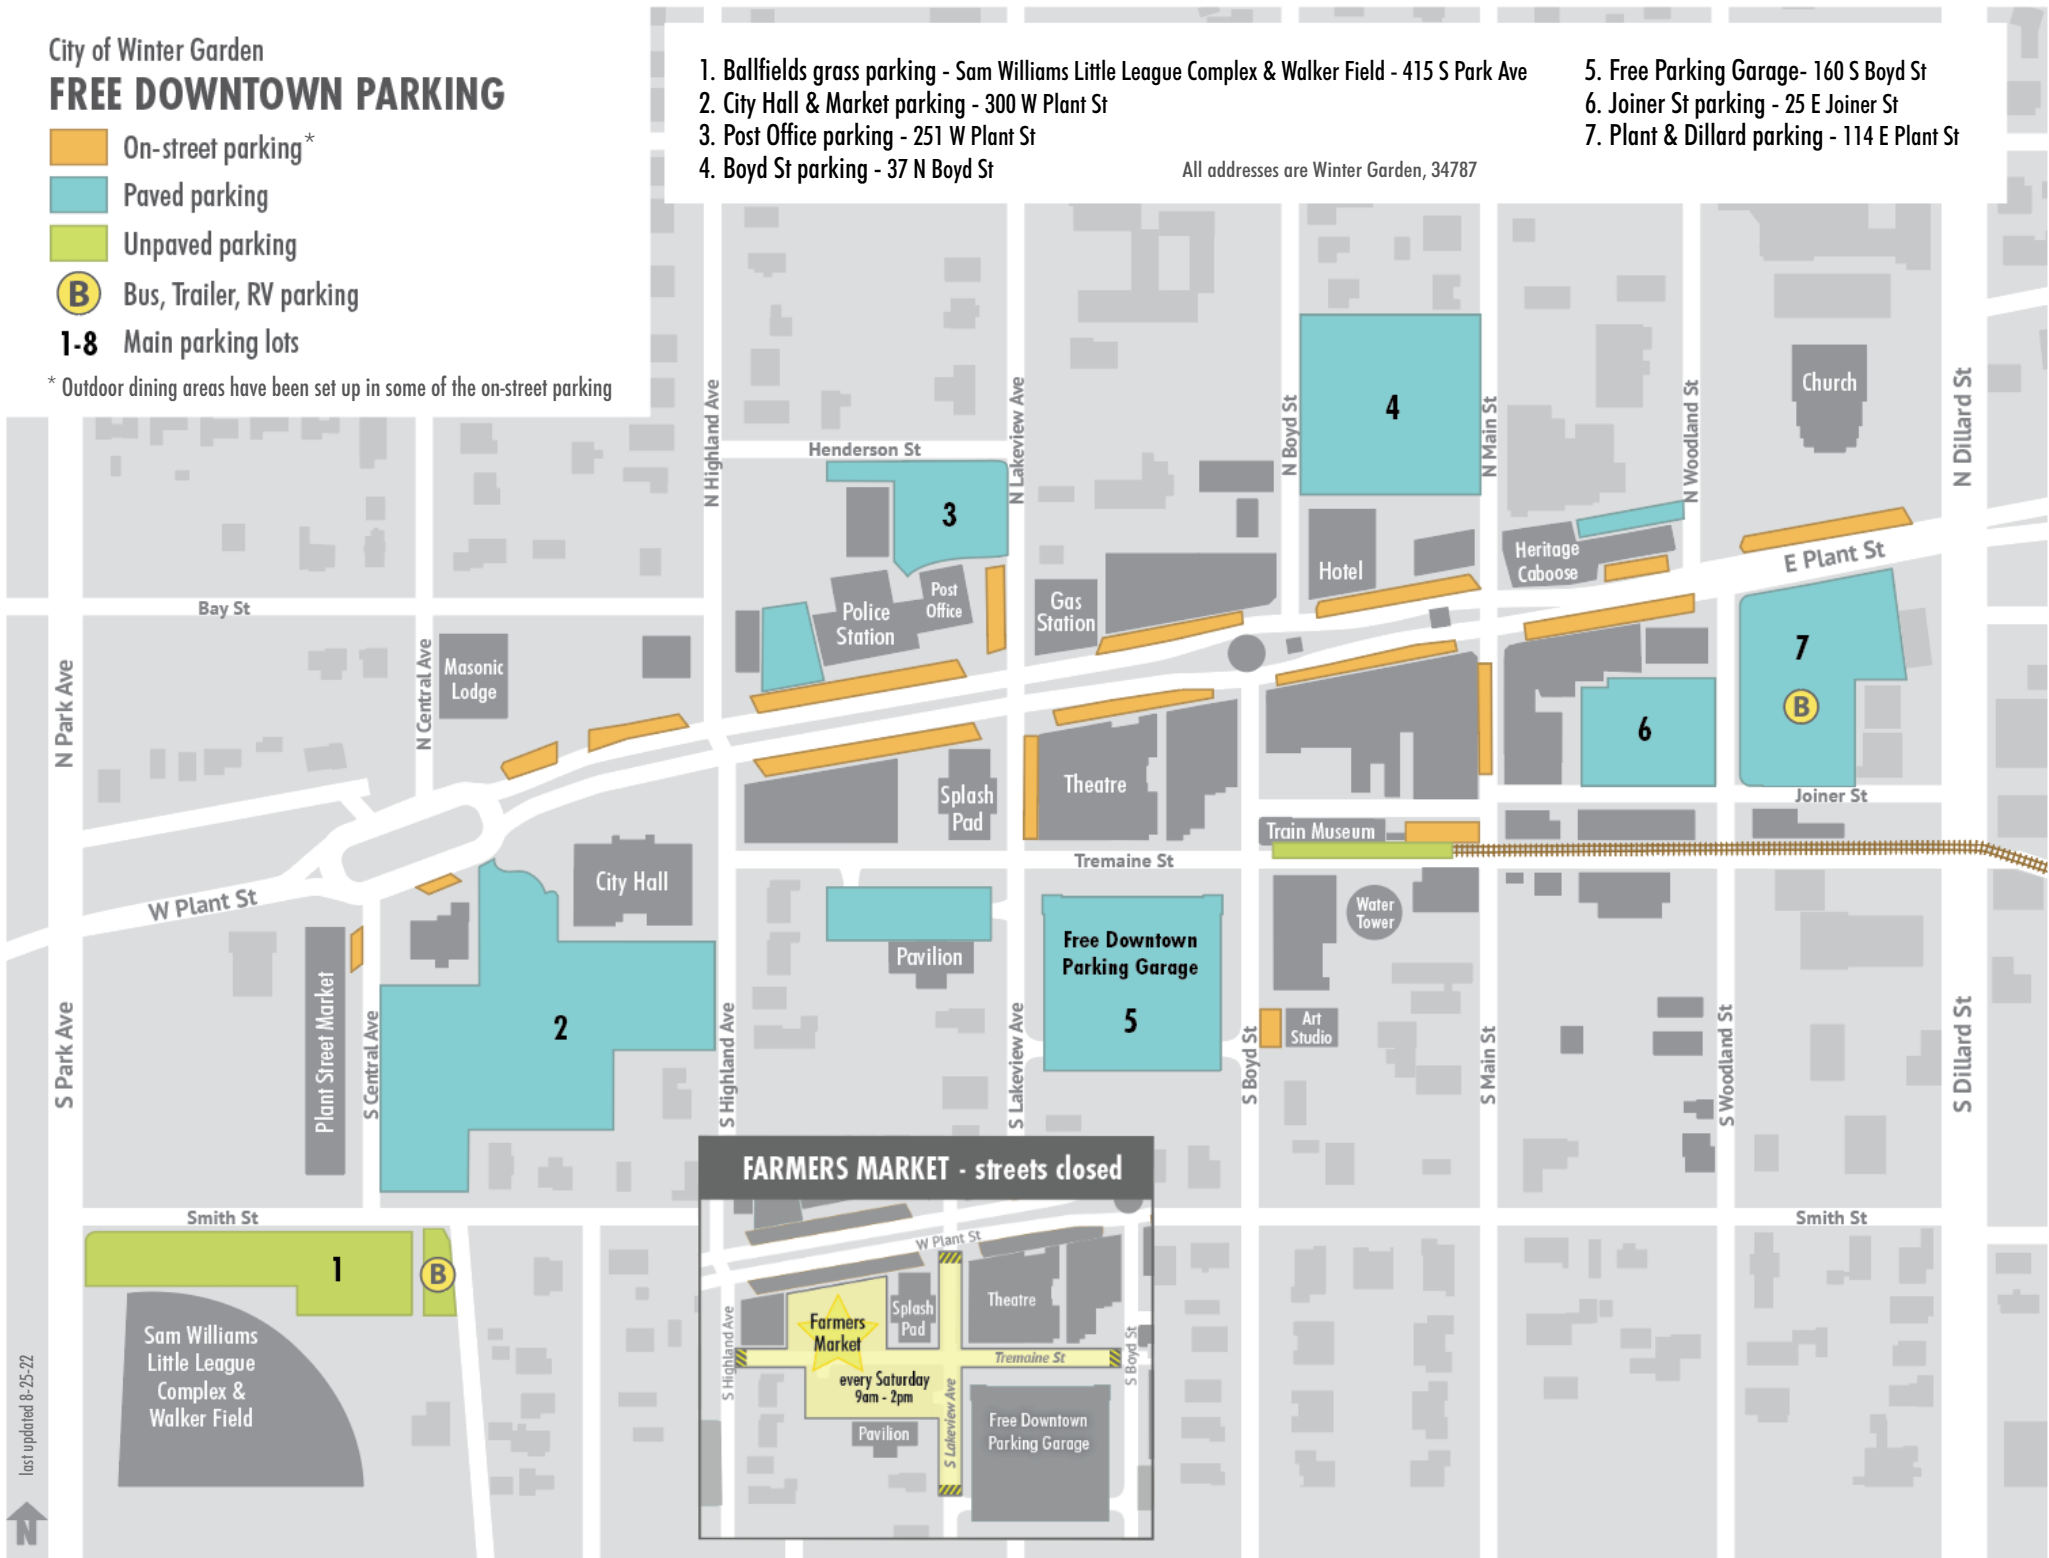 City of Winter Garden
FREE DOWNTOWN PARKING
On-street parking*
Paved parking
Unpaved parking
B Bus, Trailer, RV parking
1-8 Main parking lots
* Outdoor dining areas have been set up in some of the on-street parking
1. Ballfields grass parking - Sam Williams Little League Complex & Walker Field - 415 S Park Ave
2. City Hall & Market parking - 300 W Plant St
3. Post Office parking - 251 W Plant St
4. Boyd St parking - 37 N Boyd St
All addresses are Winter Garden, 34787
5. Free Parking Garage- 160 S Boyd St
6. Joiner St parking - 25 E Joiner St
7. Plant & Dillard parking - 114 E Plant St
N Highland Ave
N Lakeview Ave
N Boyd St
N Main St
N Woodland St
N Dillard St
Church
4
Henderson St
3
Hotel
Heritage
Caboose
E Plant St
Bay St
Post
Office
Police
Station
Gas
Station
N Park Ave
N Central Ave
Masonic
Lodge
7
B
6
Splash
Pad
Theatre
Joiner St
Train Museum
Tremaine St
W Plant St
City Hall
Water
Tower
Pavilion
Free Downtown
Parking Garage
5
Plant Street Market
2
Art
Studio
S Park Ave
S Central Ave
S Highland Ave
S Lakeview Ave
S Boyd St
S Main St
S Woodland St
S Dillard St
Smith St
Smith St
1
B
Sam Williams
Little League
Complex &
Walker Field
FARMERS MARKET - streets closed
W Plant St
S Highland Ave
Farmers
Market
Splash
Pad
Theatre
Tremaine St
S Boyd St
every Saturday
9am - 2pm
S Lakeview Ave
Pavilion
Free Downtown
Parking Garage
last updated 8-25-22
N